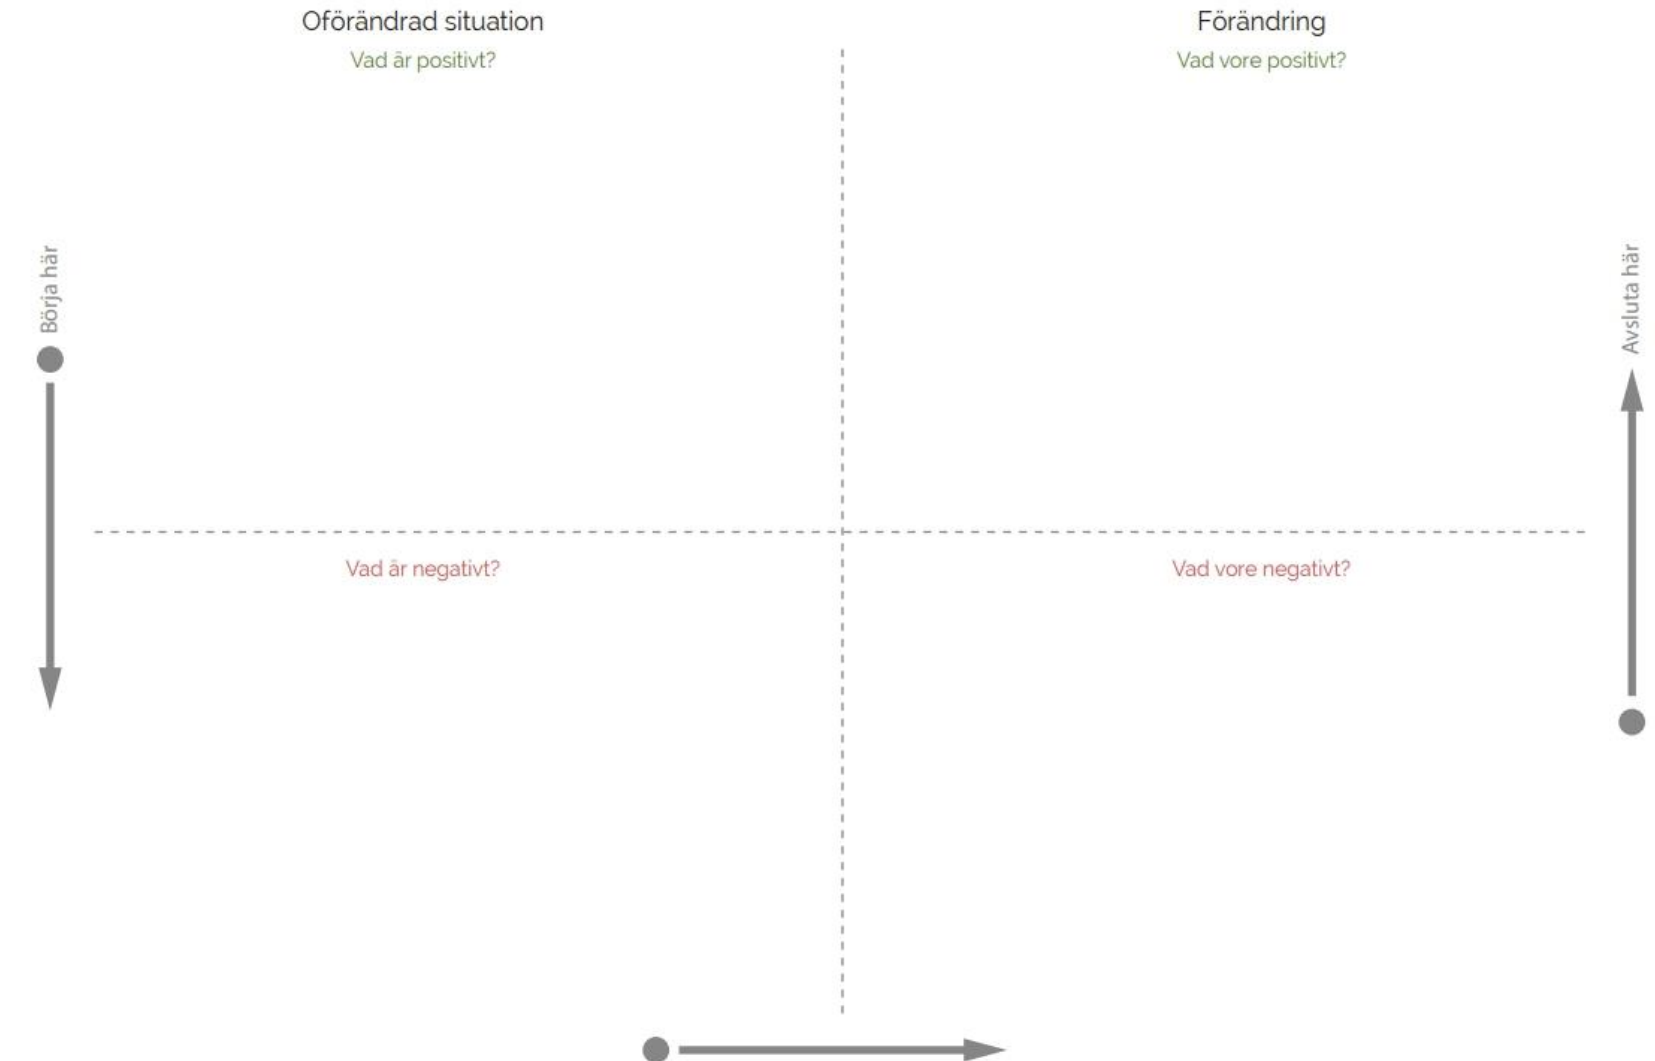 Oförändrad situation
Vad är positivt?
Förändring
Vad vore positivt?
Börja här
Avsluta här
Vad är negativt?
Vad vore negativt?